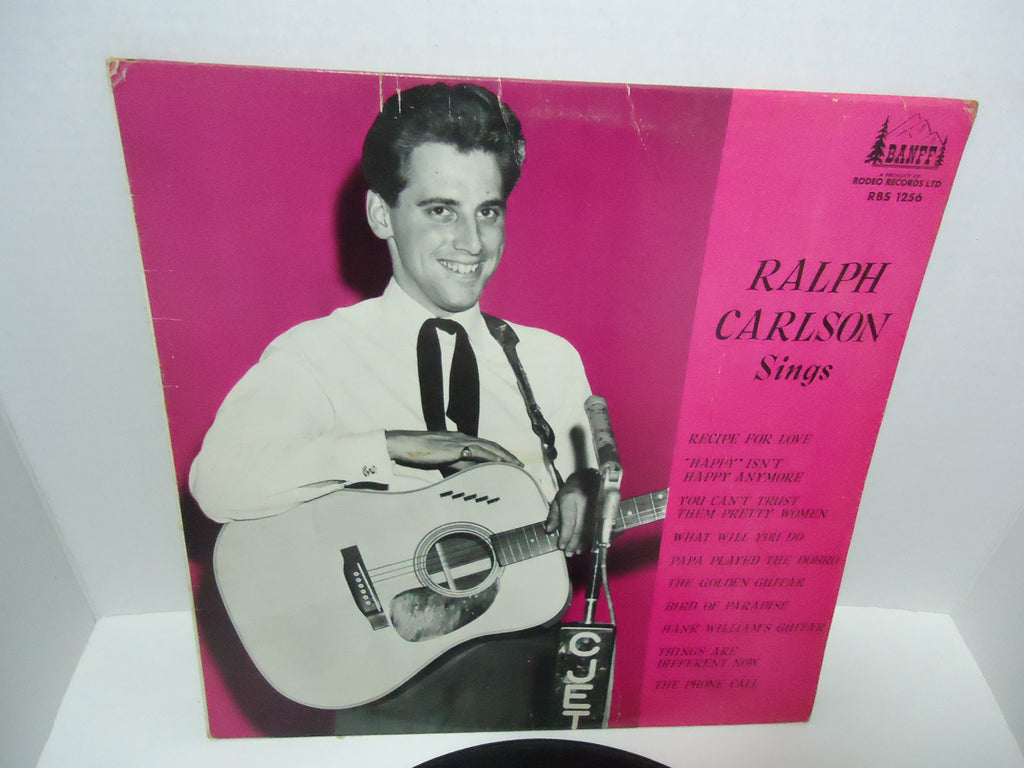 BANFF
A PRODUCT OF
RODEO RECORDS LTD
RBS 1256
RALPH
CARLSON
Sings
RECIPE FOR LOVE
"HAPPY" ISN'T
HAPPY ANYMORE
YOU CAN'T TRUST
THEM PRETTY WOMEN
WHAT WILL YOU DO
PAPA PLAYED THE DOBRO
THE GOLDEN GUITAR
BIRD OF PARADISE
HANK WILLIAM'S GUITAR
THINGS ARE
DIFFERENT NOW
THE PHONE CALL
CJET